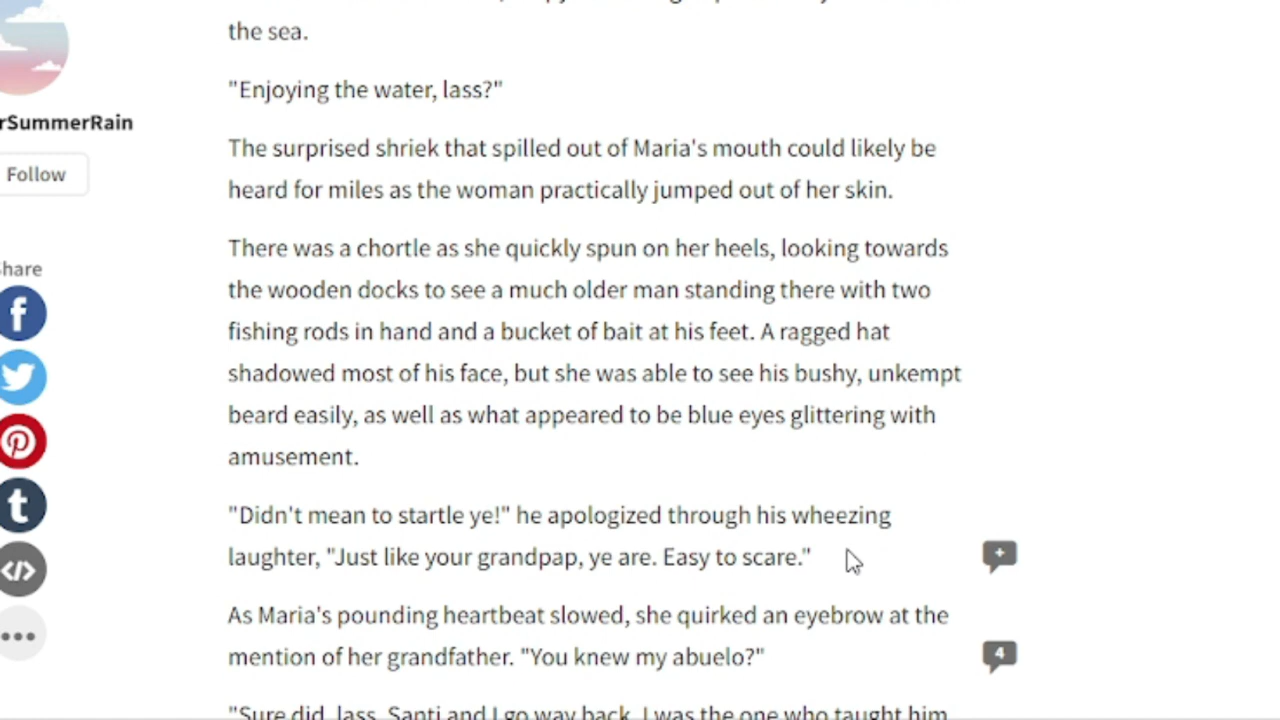 the sea.
"Enjoying the water, lass?"
rSummerRain
The surprised shriek that spilled out of Maria's mouth could likely be
Follow
heard for miles as the woman practically jumped out of her skin.
There was a chortle as she quickly spun on her heels, looking towards
Share
the wooden docks to see a much older man standing there with two
fishing rods in hand and a bucket of bait at his feet. A ragged hat
shadowed most of his face, but she was able to see his bushy, unkempt
beard easily, as well as what appeared to be blue eyes glittering with
amusement.
"Didn't mean to startle ye!" he apologized through his wheezing
laughter, "Just like your grandpap, ye are. Easy to scare."
+
As Maria's pounding heartbeat slowed, she quirked an eyebrow at the
mention of her grandfather. "You knew my abuelo?"
4
"Sure did, lass. Santi and I go way back. I was the one who taught him